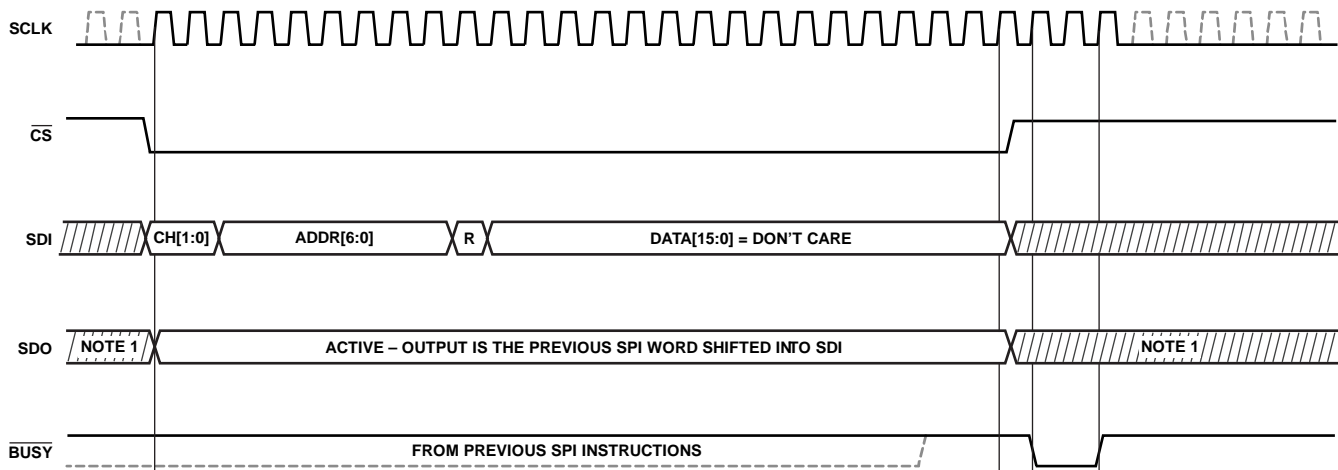 SCLK
CS
SDI
CH[1:0]
ADDR[6:0]
R
DATA[15:0] = DON'T CARE
SDO
NOTE 1
ACTIVE – OUTPUT IS THE PREVIOUS SPI WORD SHIFTED INTO SDI
NOTE 1
BUSY
FROM PREVIOUS SPI INSTRUCTIONS